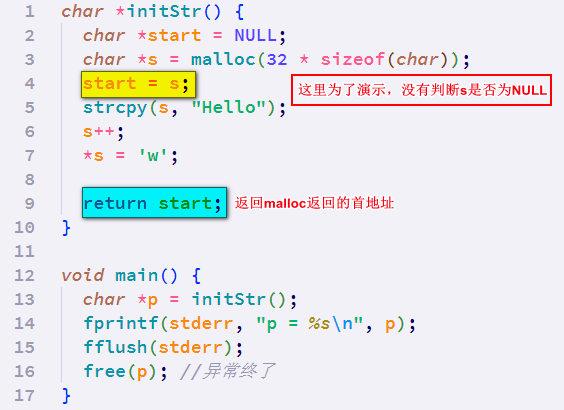 1 char *initStr() {
2 char *start = NULL;
3 char *s = malloc(32 * sizeof(char));
4 start = s; 这里为了演示，没有判断s是否为NULL
5 strcpy(s, "Hello");
6 s++;
7 *s = 'w';
8
9 return start; 返回malloc返回的首地址
10 }
11
12 void main() {
13 char *p = initStr();
14 fprintf(stderr, "p = %s\n", p);
15 fflush(stderr);
16 free(p); //异常终了
17 }